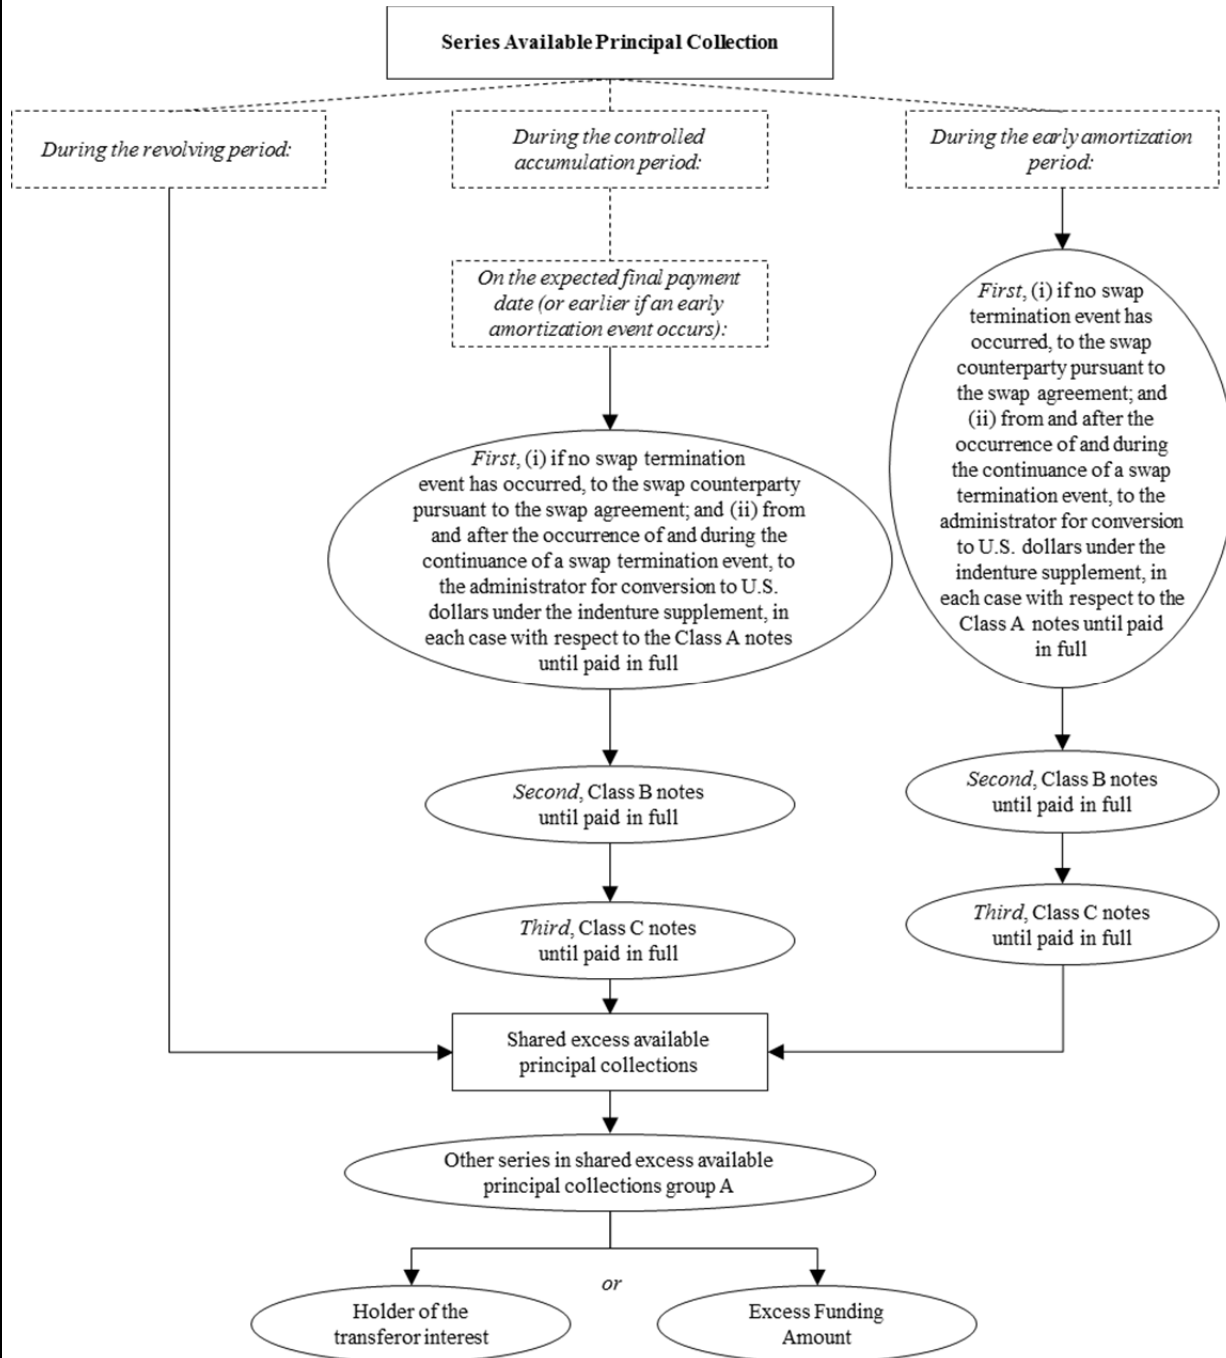 Series Available Principal Collection
During the revolving period:
During the controlled
accumulation period:
During the early amortization
period:
On the expected final payment
date (or earlier if an early
amortization event occurs):
First, (i) if no swap termination
event has occurred, to the swap counterparty
pursuant to the swap agreement; and (ii) from
and after the occurrence of and during the
continuance of a swap termination event, to
the administrator for conversion to U.S.
dollars under the indenture supplement, in
each case with respect to the Class A notes
until paid in full
First, (i) if no swap
termination event has
occurred, to the swap
counterparty pursuant to
the swap agreement; and
(ii) from and after the
occurrence of and during
the continuance of a swap
termination event, to the
administrator for conversion
to U.S. dollars under the
indenture supplement, in
each case with respect to the
Class A notes until paid
in full
Second, Class B notes
until paid in full
Second, Class B notes
until paid in full
Third, Class C notes
until paid in full
Third, Class C notes
until paid in full
Shared excess available
principal collections
Other series in shared excess available
principal collections group A
or
Holder of the
transferor interest
Excess Funding
Amount